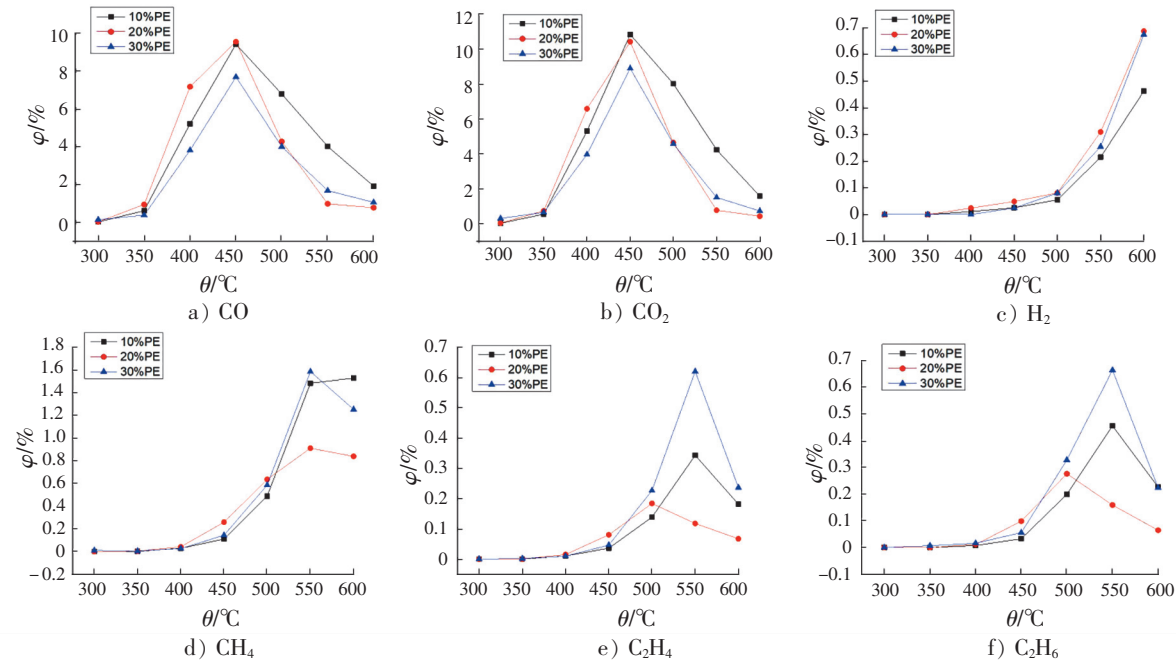 10%PE
20%PE
30%PE
10
8
6
4
2
0
φ/%
300 350 400 450 500 550 600
θ/℃
a) CO
10%PE
20%PE
30%PE
12
10
8
6
4
2
0
φ/%
300 350 400 450 500 550 600
θ/℃
b) CO₂
10%PE
20%PE
30%PE
0.7
0.6
0.5
0.4
0.3
0.2
0.1
0
−0.1
φ/%
300 350 400 450 500 550 600
θ/℃
c) H₂
10%PE
20%PE
30%PE
1.8
1.6
1.4
1.2
1.0
0.8
0.6
0.4
0.2
0
−0.2
φ/%
300 350 400 450 500 550 600
θ/℃
d) CH₄
10%PE
20%PE
30%PE
0.7
0.6
0.5
0.4
0.3
0.2
0.1
0
φ/%
300 350 400 450 500 550 600
θ/℃
e) C₂H₄
10%PE
20%PE
30%PE
0.7
0.6
0.5
0.4
0.3
0.2
0.1
0
−0.1
φ/%
300 350 400 450 500 550 600
θ/℃
f) C₂H₆